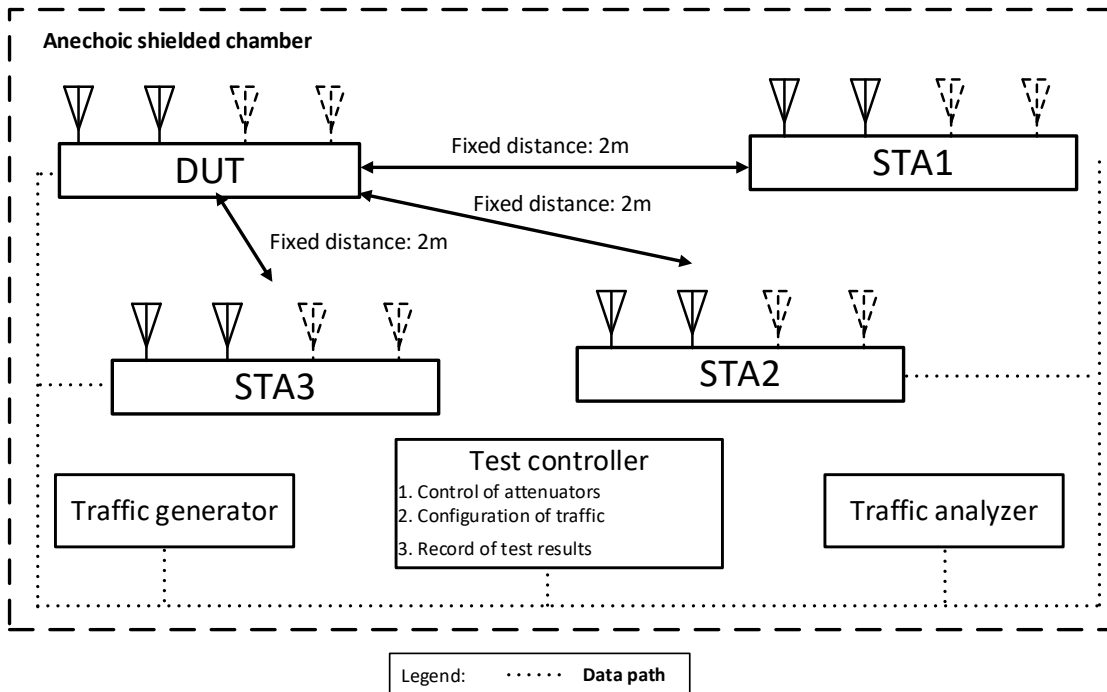 Anechoic shielded chamber
Fixed distance: 2m
DUT
STA1
Fixed distance: 2m
Fixed distance: 2m
STA3
STA2
Test controller
1. Control of attenuators
2. Configuration of traffic
3. Record of test results
Traffic generator
Traffic analyzer
Legend: Data path